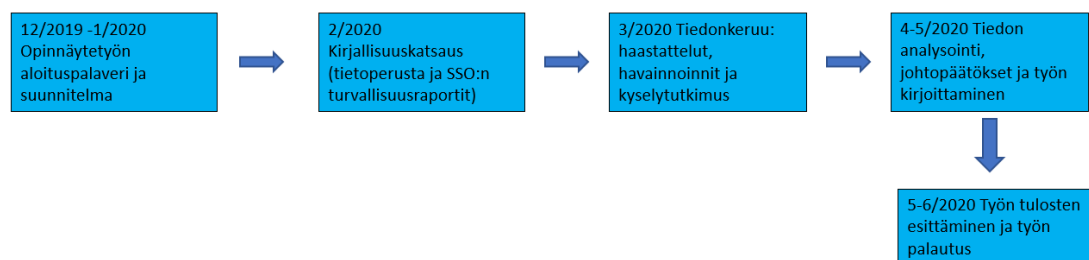 12/2019 -1/2020
Opinnäytetyön
aloituspalaveri ja
suunnitelma
2/2020
Kirjallisuuskatsaus
(tietoperusta ja SSO:n
turvallisuusraportit)
3/2020 Tiedonkeruu:
haastattelut,
havainnoinnit ja
kyselytutkimus
4-5/2020 Tiedon
analysointi,
johtopäätökset ja työn
kirjoittaminen
5-6/2020 Työn tulosten
esittäminen ja työn
palautus